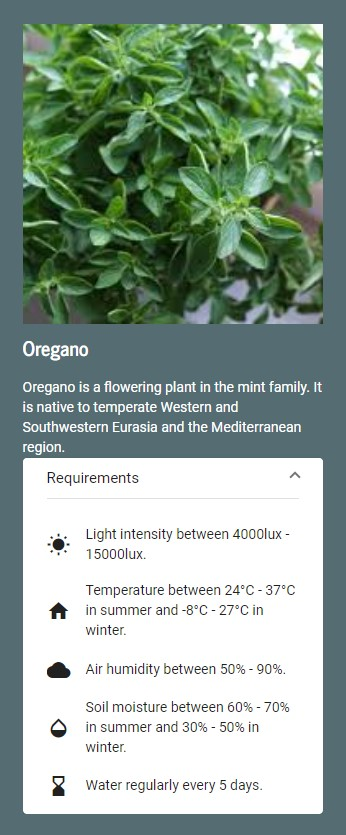 Oregano
Oregano is a flowering plant in the mint family. It
is native to temperate Western and
Southwestern Eurasia and the Mediterranean
region.
Requirements
Light intensity between 4000lux -
15000lux.
Temperature between 24°C - 37°C
in summer and -8°C - 27°C in
winter.
Air humidity between 50% - 90%.
Soil moisture between 60% - 70%
in summer and 30% - 50% in
winter.
Water regularly every 5 days.